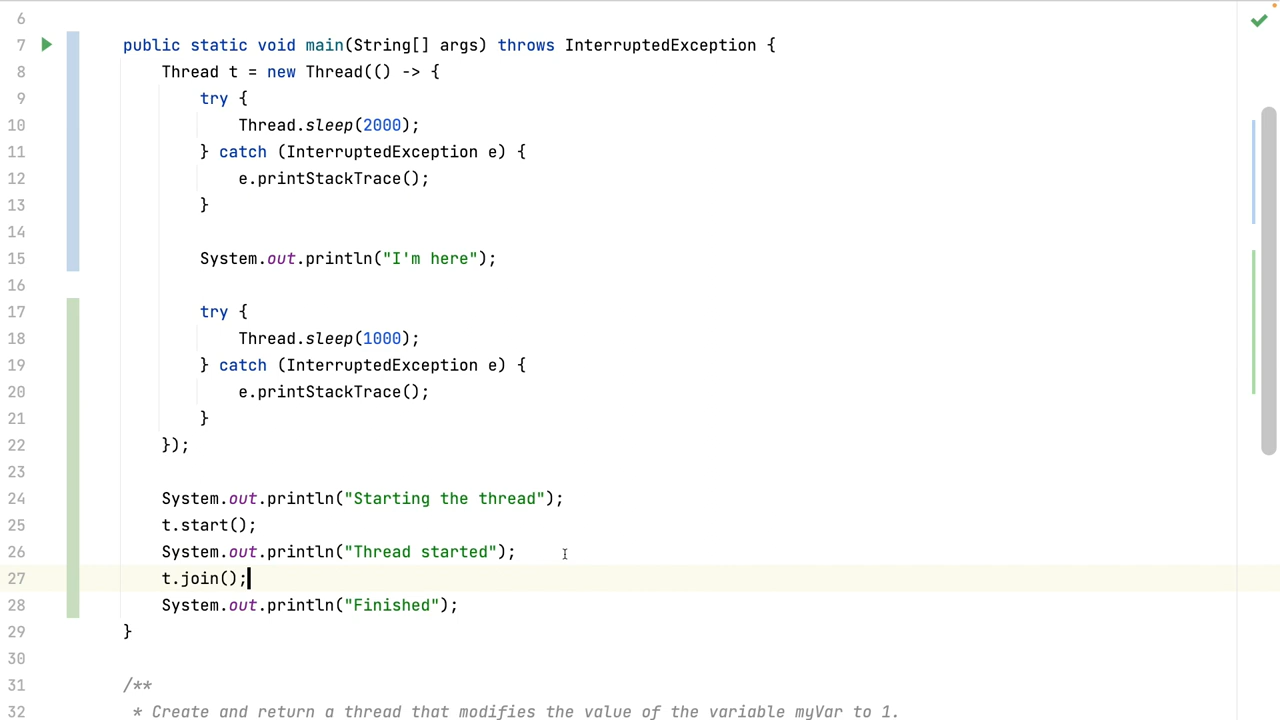 6
7 public static void main(String[] args) throws InterruptedException {
8 Thread t = new Thread(() -> {
9 try {
10 Thread.sleep(2000);
11 } catch (InterruptedException e) {
12 e.printStackTrace();
13 }
14
15 System.out.println("I'm here");
16
17 try {
18 Thread.sleep(1000);
19 } catch (InterruptedException e) {
20 e.printStackTrace();
21 }
22 });
23
24 System.out.println("Starting the thread");
25 t.start();
26 System.out.println("Thread started");
27 t.join();
28 System.out.println("Finished");
29 }
30
31 /**
32 * Create and return a thread that modifies the value of the variable myVar to 1.